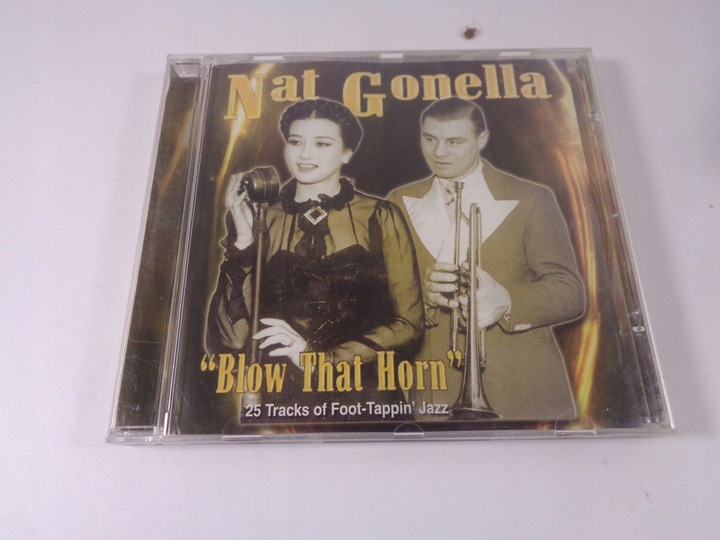 Nat Gonella
“Blow That Horn”
25 Tracks of Foot-Tappin’ Jazz